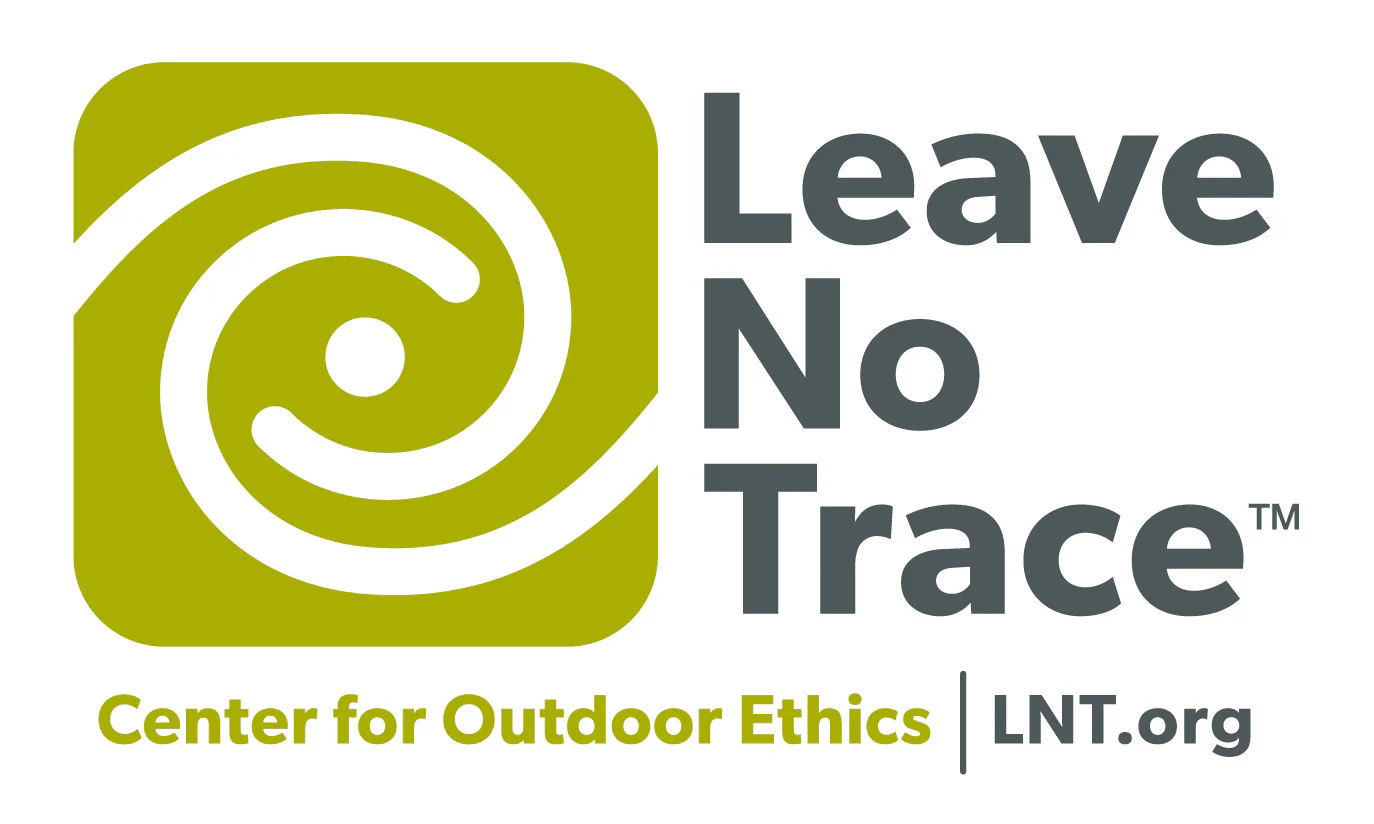 Leave
No
Trace™
Center for Outdoor Ethics | LNT.org